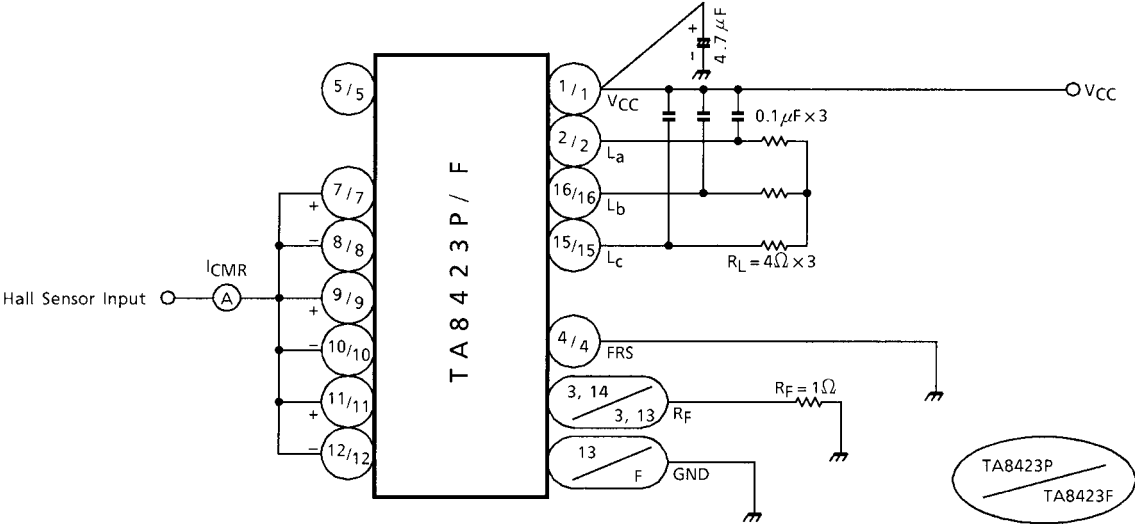 +
-
4.7μF
5/5
1/1
VCC
VCC
0.1μF×3
2/2
La
7/7
+
16/16
Lb
-
8/8
15/15
Lc
RL=4Ω×3
ICMR
Hall Sensor Input
A
9/9
+
TA8423P/F
-
10/10
4/4
FRS
11/11
+
3, 14
3, 13
RF
RF=1Ω
-
12/12
13
F
GND
TA8423P
TA8423F